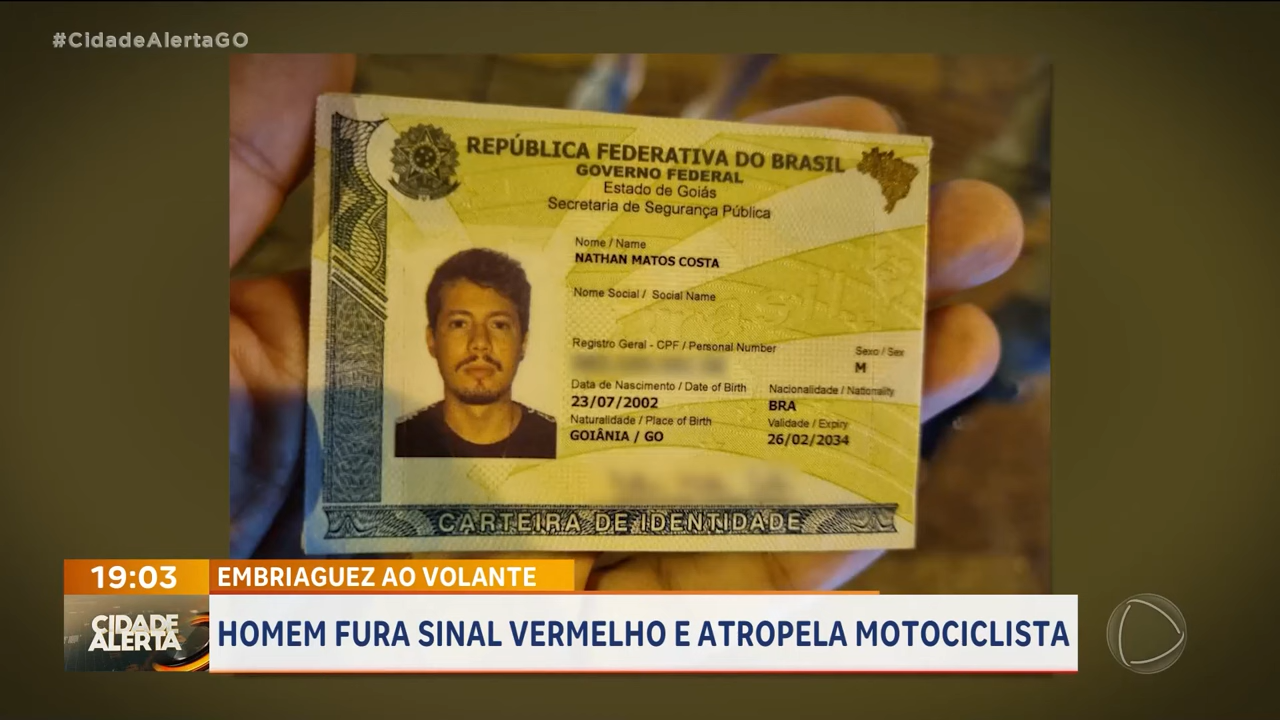 #CidadeAlertaGO
REPÚBLICA FEDERATIVA DO BRASIL
GOVERNO FEDERAL
Estado de Goiás
Secretaria de Segurança Pública
Nome / Name
NATHAN MATOS COSTA
Nome Social / Social Name
Registro Geral - CPF / Personal Number
Sexo / Sex
M
Data de Nascimento / Date of Birth
Nacionalidade / Nationality
23/07/2002
BRA
Naturalidade / Place of Birth
Validade / Expiry
GOIÂNIA / GO
26/02/2034
CARTEIRA DE IDENTIDADE
19:03
EMBRIAGUEZ AO VOLANTE
CIDADE
ALERTA
HOMEM FURA SINAL VERMELHO E ATROPELA MOTOCICLISTA